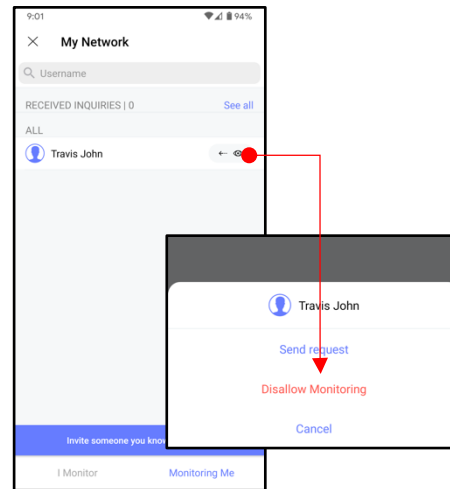 9:01 94%
My Network
Username
RECEIVED INQUIRIES | 0 See all
ALL
Travis John
Travis John
Send request
Disallow Monitoring
Cancel
Invite someone you
I Monitor Monitoring Me